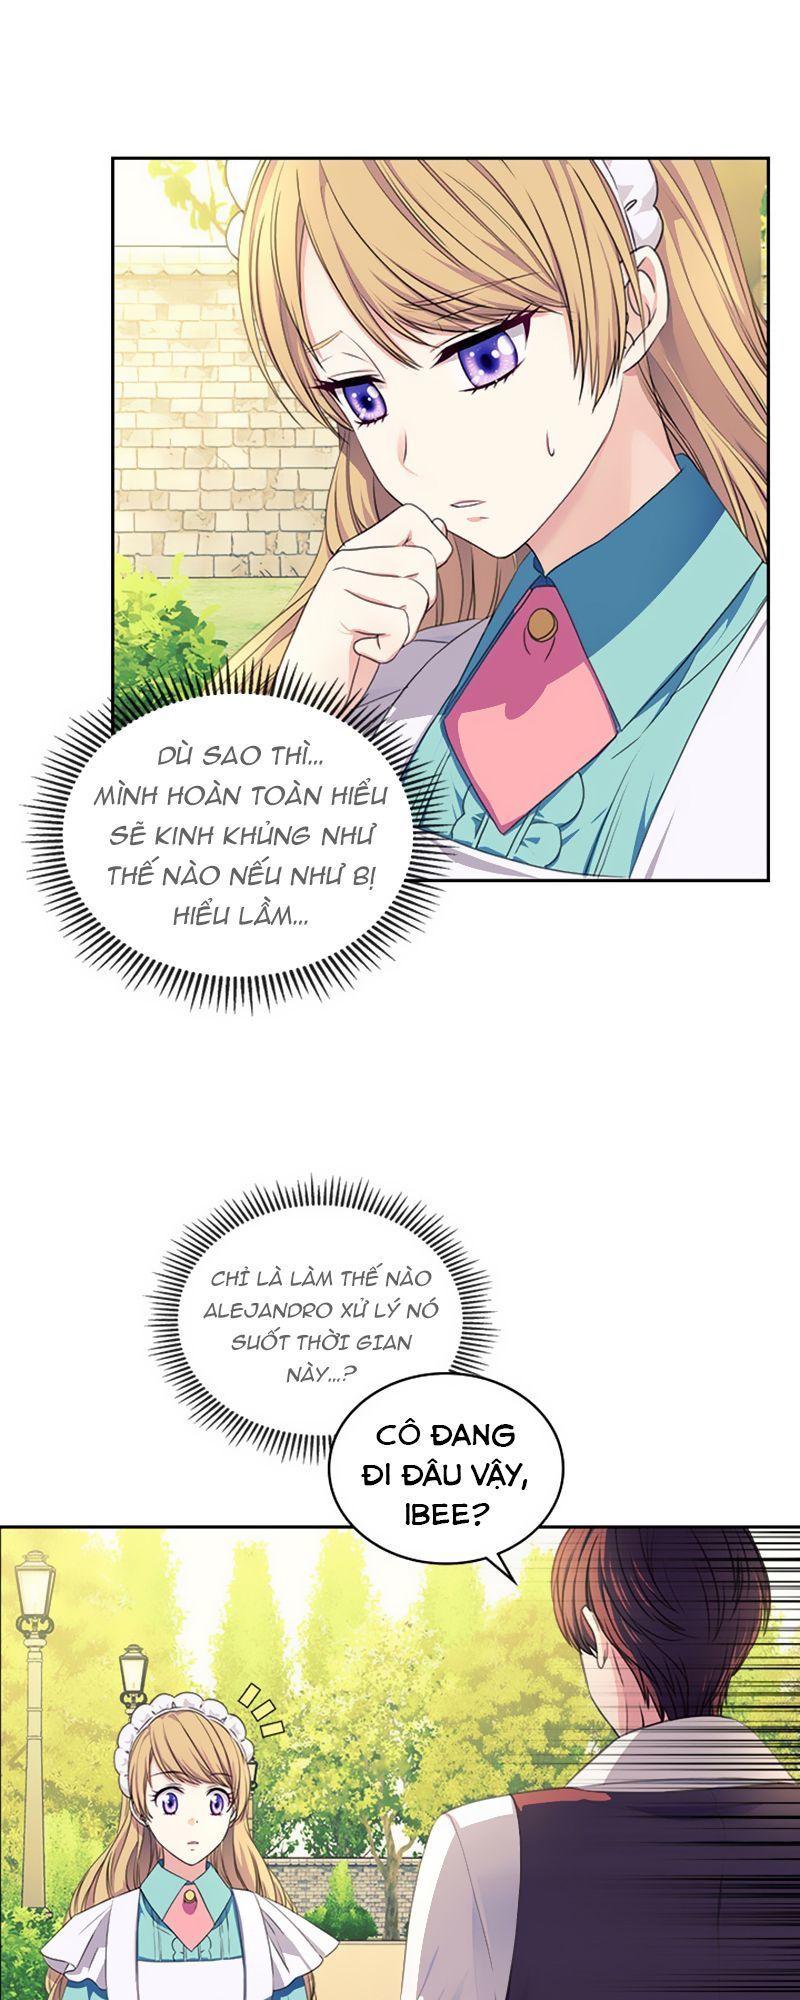 DÙ SAO THÌ...
MÌNH HOÀN TOÀN HIỂU
SẼ KINH KHỦNG NHƯ
THẾ NÀO NẾU NHƯ BỊ
HIỂU LẦM...
CHỈ LÀ LÀM THẾ NÀO
ALEJANDRO XỬ LÝ NÓ
SUỐT THỜI GIAN
NÀY...?
CÔ ĐANG
ĐI ĐÂU VẬY,
IBEE?